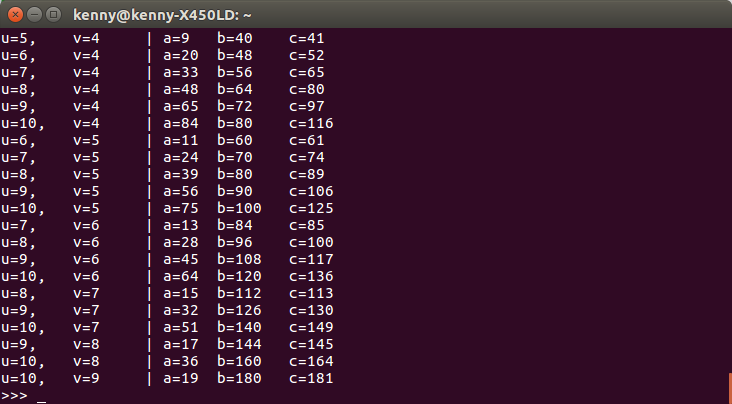 kenny@kenny-X450LD: ~
u=5, v=4 | a=9 b=40 c=41
u=6, v=4 | a=20 b=48 c=52
u=7, v=4 | a=33 b=56 c=65
u=8, v=4 | a=48 b=64 c=80
u=9, v=4 | a=65 b=72 c=97
u=10, v=4 | a=84 b=80 c=116
u=6, v=5 | a=11 b=60 c=61
u=7, v=5 | a=24 b=70 c=74
u=8, v=5 | a=39 b=80 c=89
u=9, v=5 | a=56 b=90 c=106
u=10, v=5 | a=75 b=100 c=125
u=7, v=6 | a=13 b=84 c=85
u=8, v=6 | a=28 b=96 c=100
u=9, v=6 | a=45 b=108 c=117
u=10, v=6 | a=64 b=120 c=136
u=8, v=7 | a=15 b=112 c=113
u=9, v=7 | a=32 b=126 c=130
u=10, v=7 | a=51 b=140 c=149
u=9, v=8 | a=17 b=144 c=145
u=10, v=8 | a=36 b=160 c=164
u=10, v=9 | a=19 b=180 c=181
>>> _